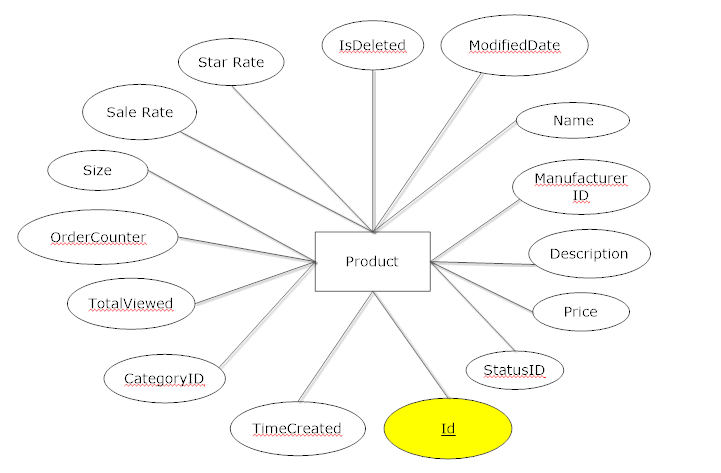 IsDeleted
ModifiedDate
Star Rate
Sale Rate
Name
Size
Manufacturer
ID
OrderCounter
Description
Product
TotalViewed
Price
CategoryID
StatusID
TimeCreated
Id